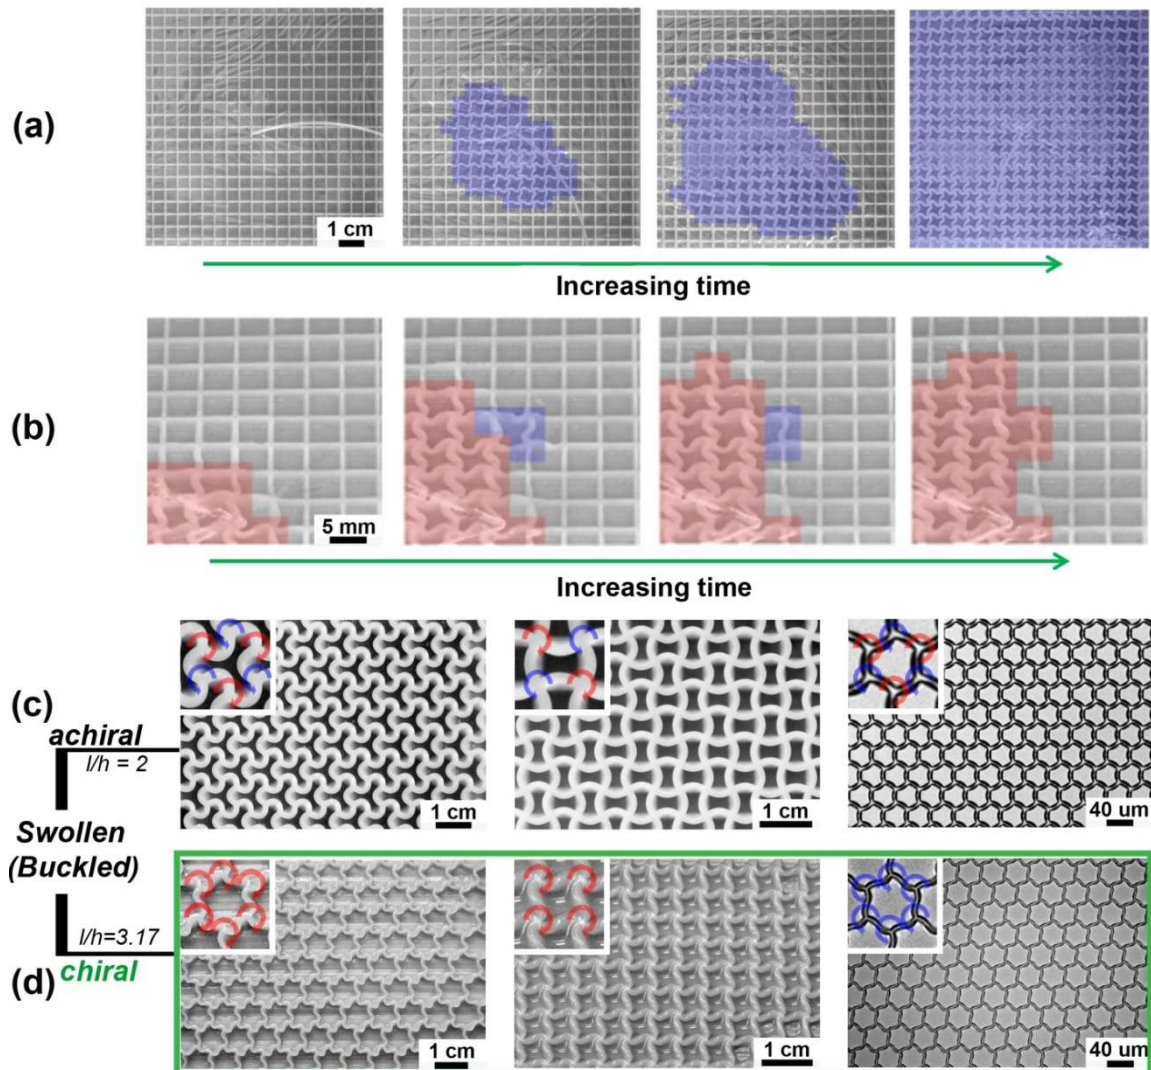 (a)
1 cm
Increasing time
(b)
5 mm
Increasing time
(c)
achiral
l/h = 2
1 cm
1 cm
40 um
Swollen
(Buckled)
l/h=3.17
chiral
(d)
1 cm
1 cm
40 um